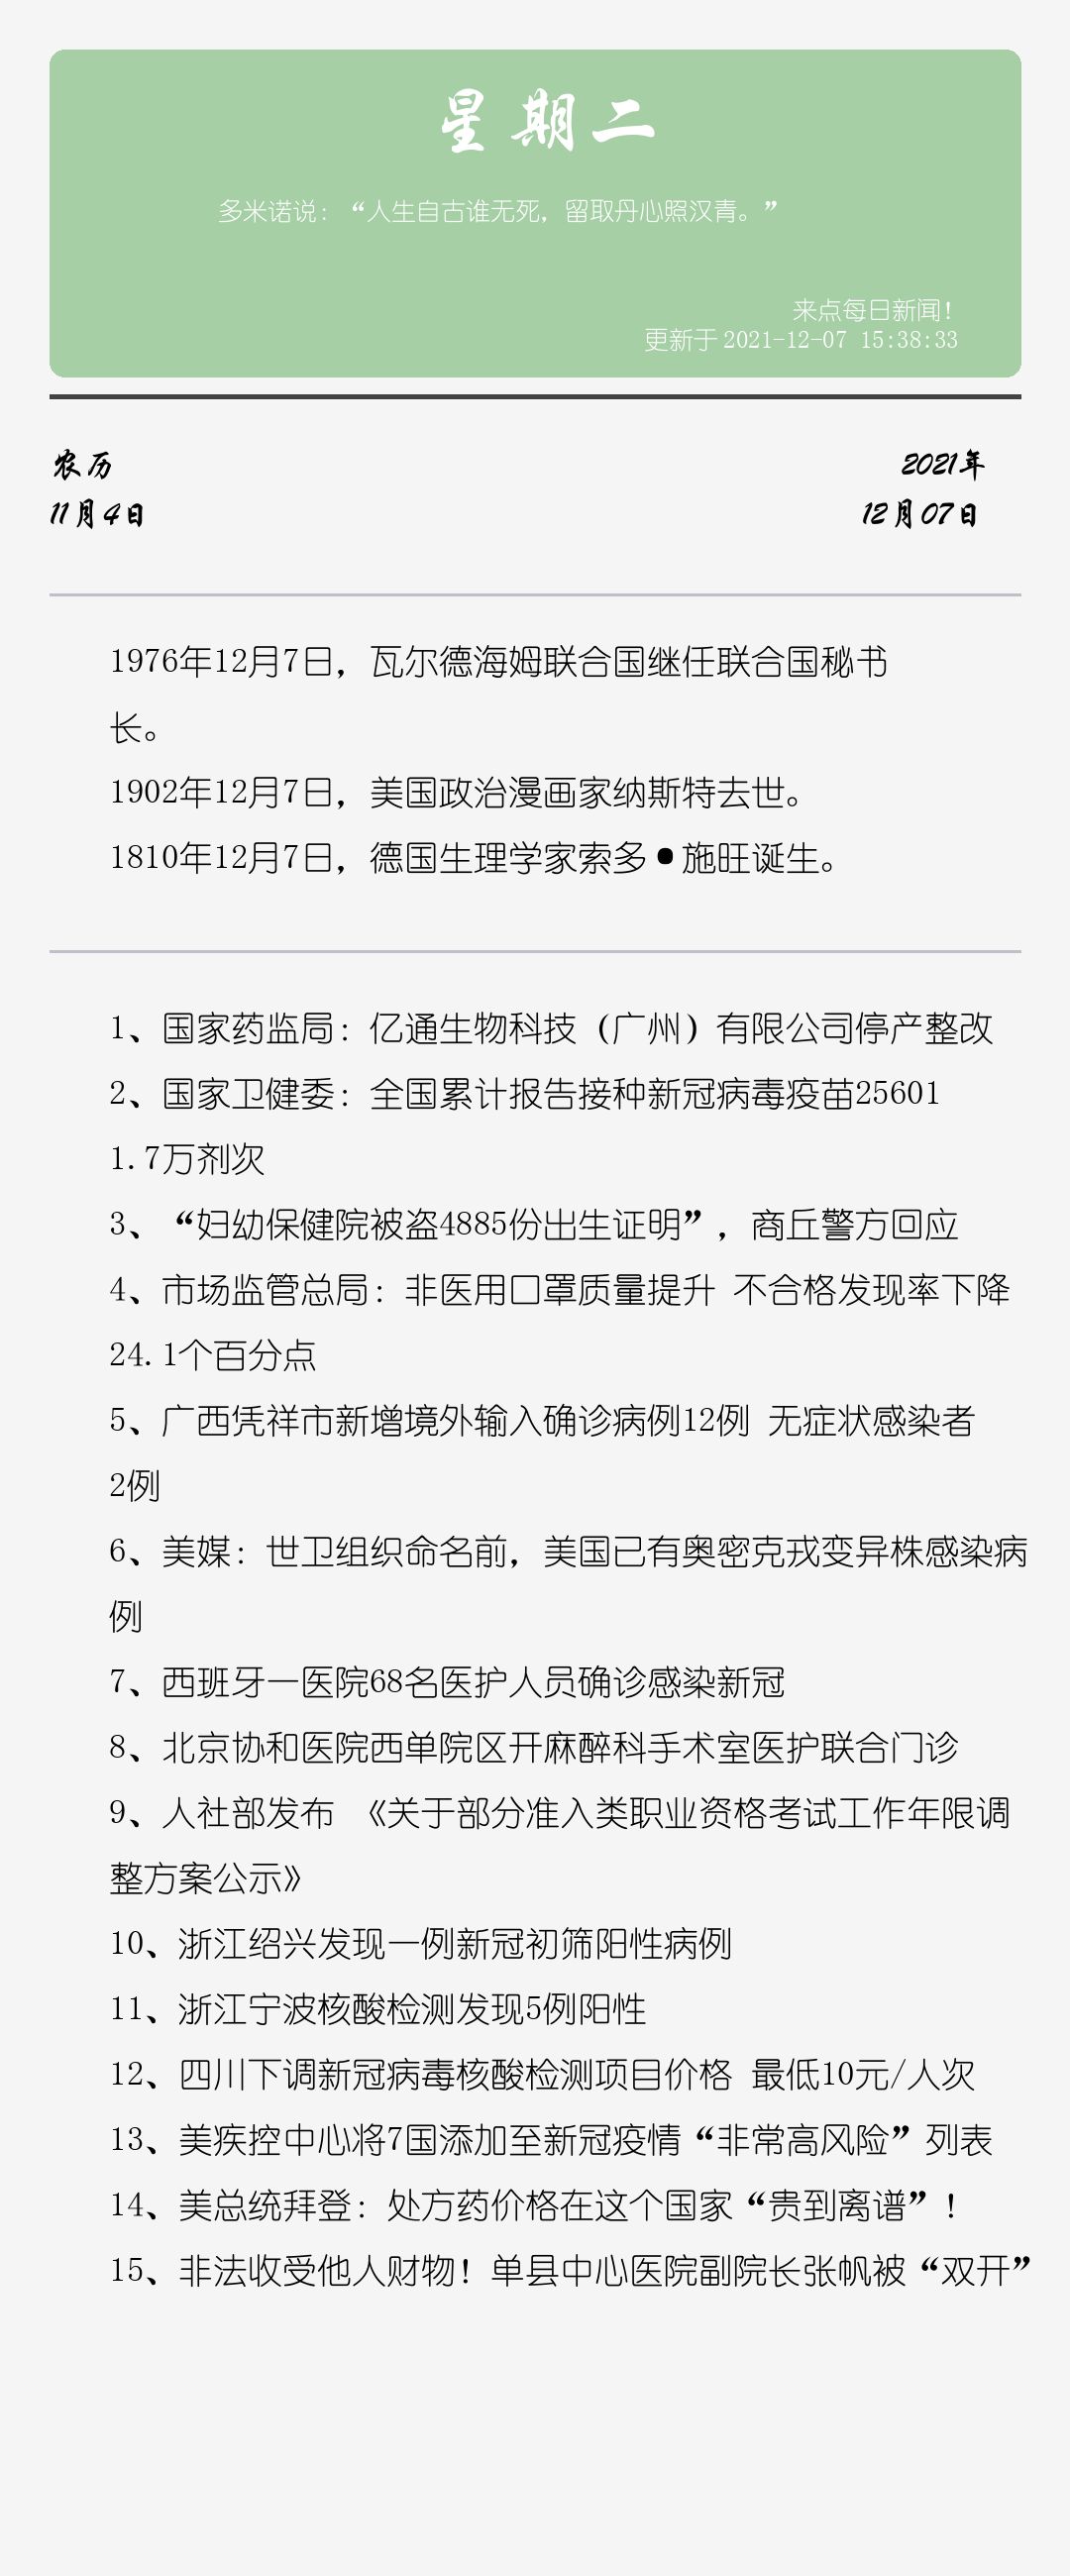 星期二
多米诺说：“人生自古谁无死，留取丹心照汉青。”
来点每日新闻！
更新于2021-12-07 15:38:33
农历
2021年
11月4日
12月07日
1976年12月7日，瓦尔德海姆联合国继任联合国秘书
长。
1902年12月7日，美国政治漫画家纳斯特去世。
1810年12月7日，德国生理学家索多•施旺诞生。
1、国家药监局：亿通生物科技（广州）有限公司停产整改
2、国家卫健委：全国累计报告接种新冠病毒疫苗25601
1.7万剂次
3、“妇幼保健院被盗4885份出生证明”，商丘警方回应
4、市场监管总局：非医用口罩质量提升 不合格发现率下降
24.1个百分点
5、广西凭祥市新增境外输入确诊病例12例 无症状感染者
2例
6、美媒：世卫组织命名前，美国已有奥密克戎变异株感染病
例
7、西班牙一医院68名医护人员确诊感染新冠
8、北京协和医院西单院区开麻醉科手术室医护联合门诊
9、人社部发布 《关于部分准入类职业资格考试工作年限调
整方案公示》
10、浙江绍兴发现一例新冠初筛阳性病例
11、浙江宁波核酸检测发现5例阳性
12、四川下调新冠病毒核酸检测项目价格 最低10元/人次
13、美疾控中心将7国添加至新冠疫情“非常高风险”列表
14、美总统拜登：处方药价格在这个国家“贵到离谱”！
15、非法收受他人财物！单县中心医院副院长张帆被“双开”